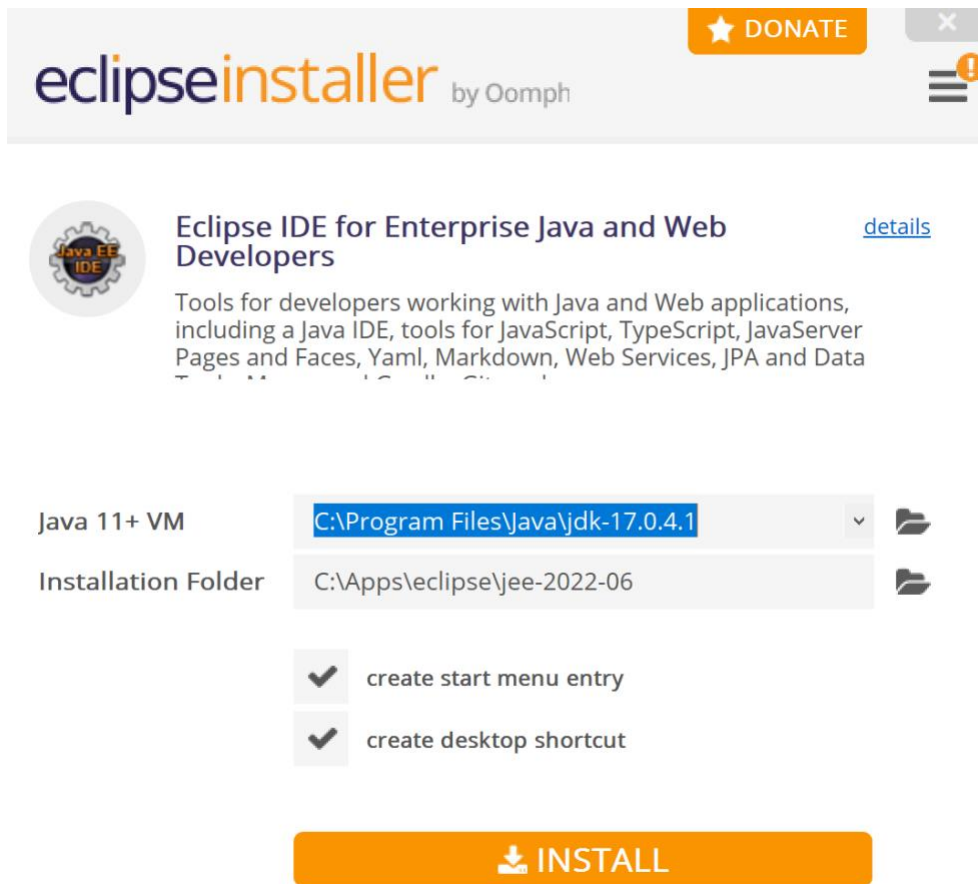 DONATE
eclipseinstaller by Oomph
Java EE
IDE
Eclipse IDE for Enterprise Java and Web
Developers
details
Tools for developers working with Java and Web applications,
including a Java IDE, tools for JavaScript, TypeScript, JavaServer
Pages and Faces, Yaml, Markdown, Web Services, JPA and Data
Java 11+ VM
C:\Program Files\Java\jdk-17.0.4.1
Installation Folder
C:\Apps\eclipse\jee-2022-06
create start menu entry
create desktop shortcut
INSTALL